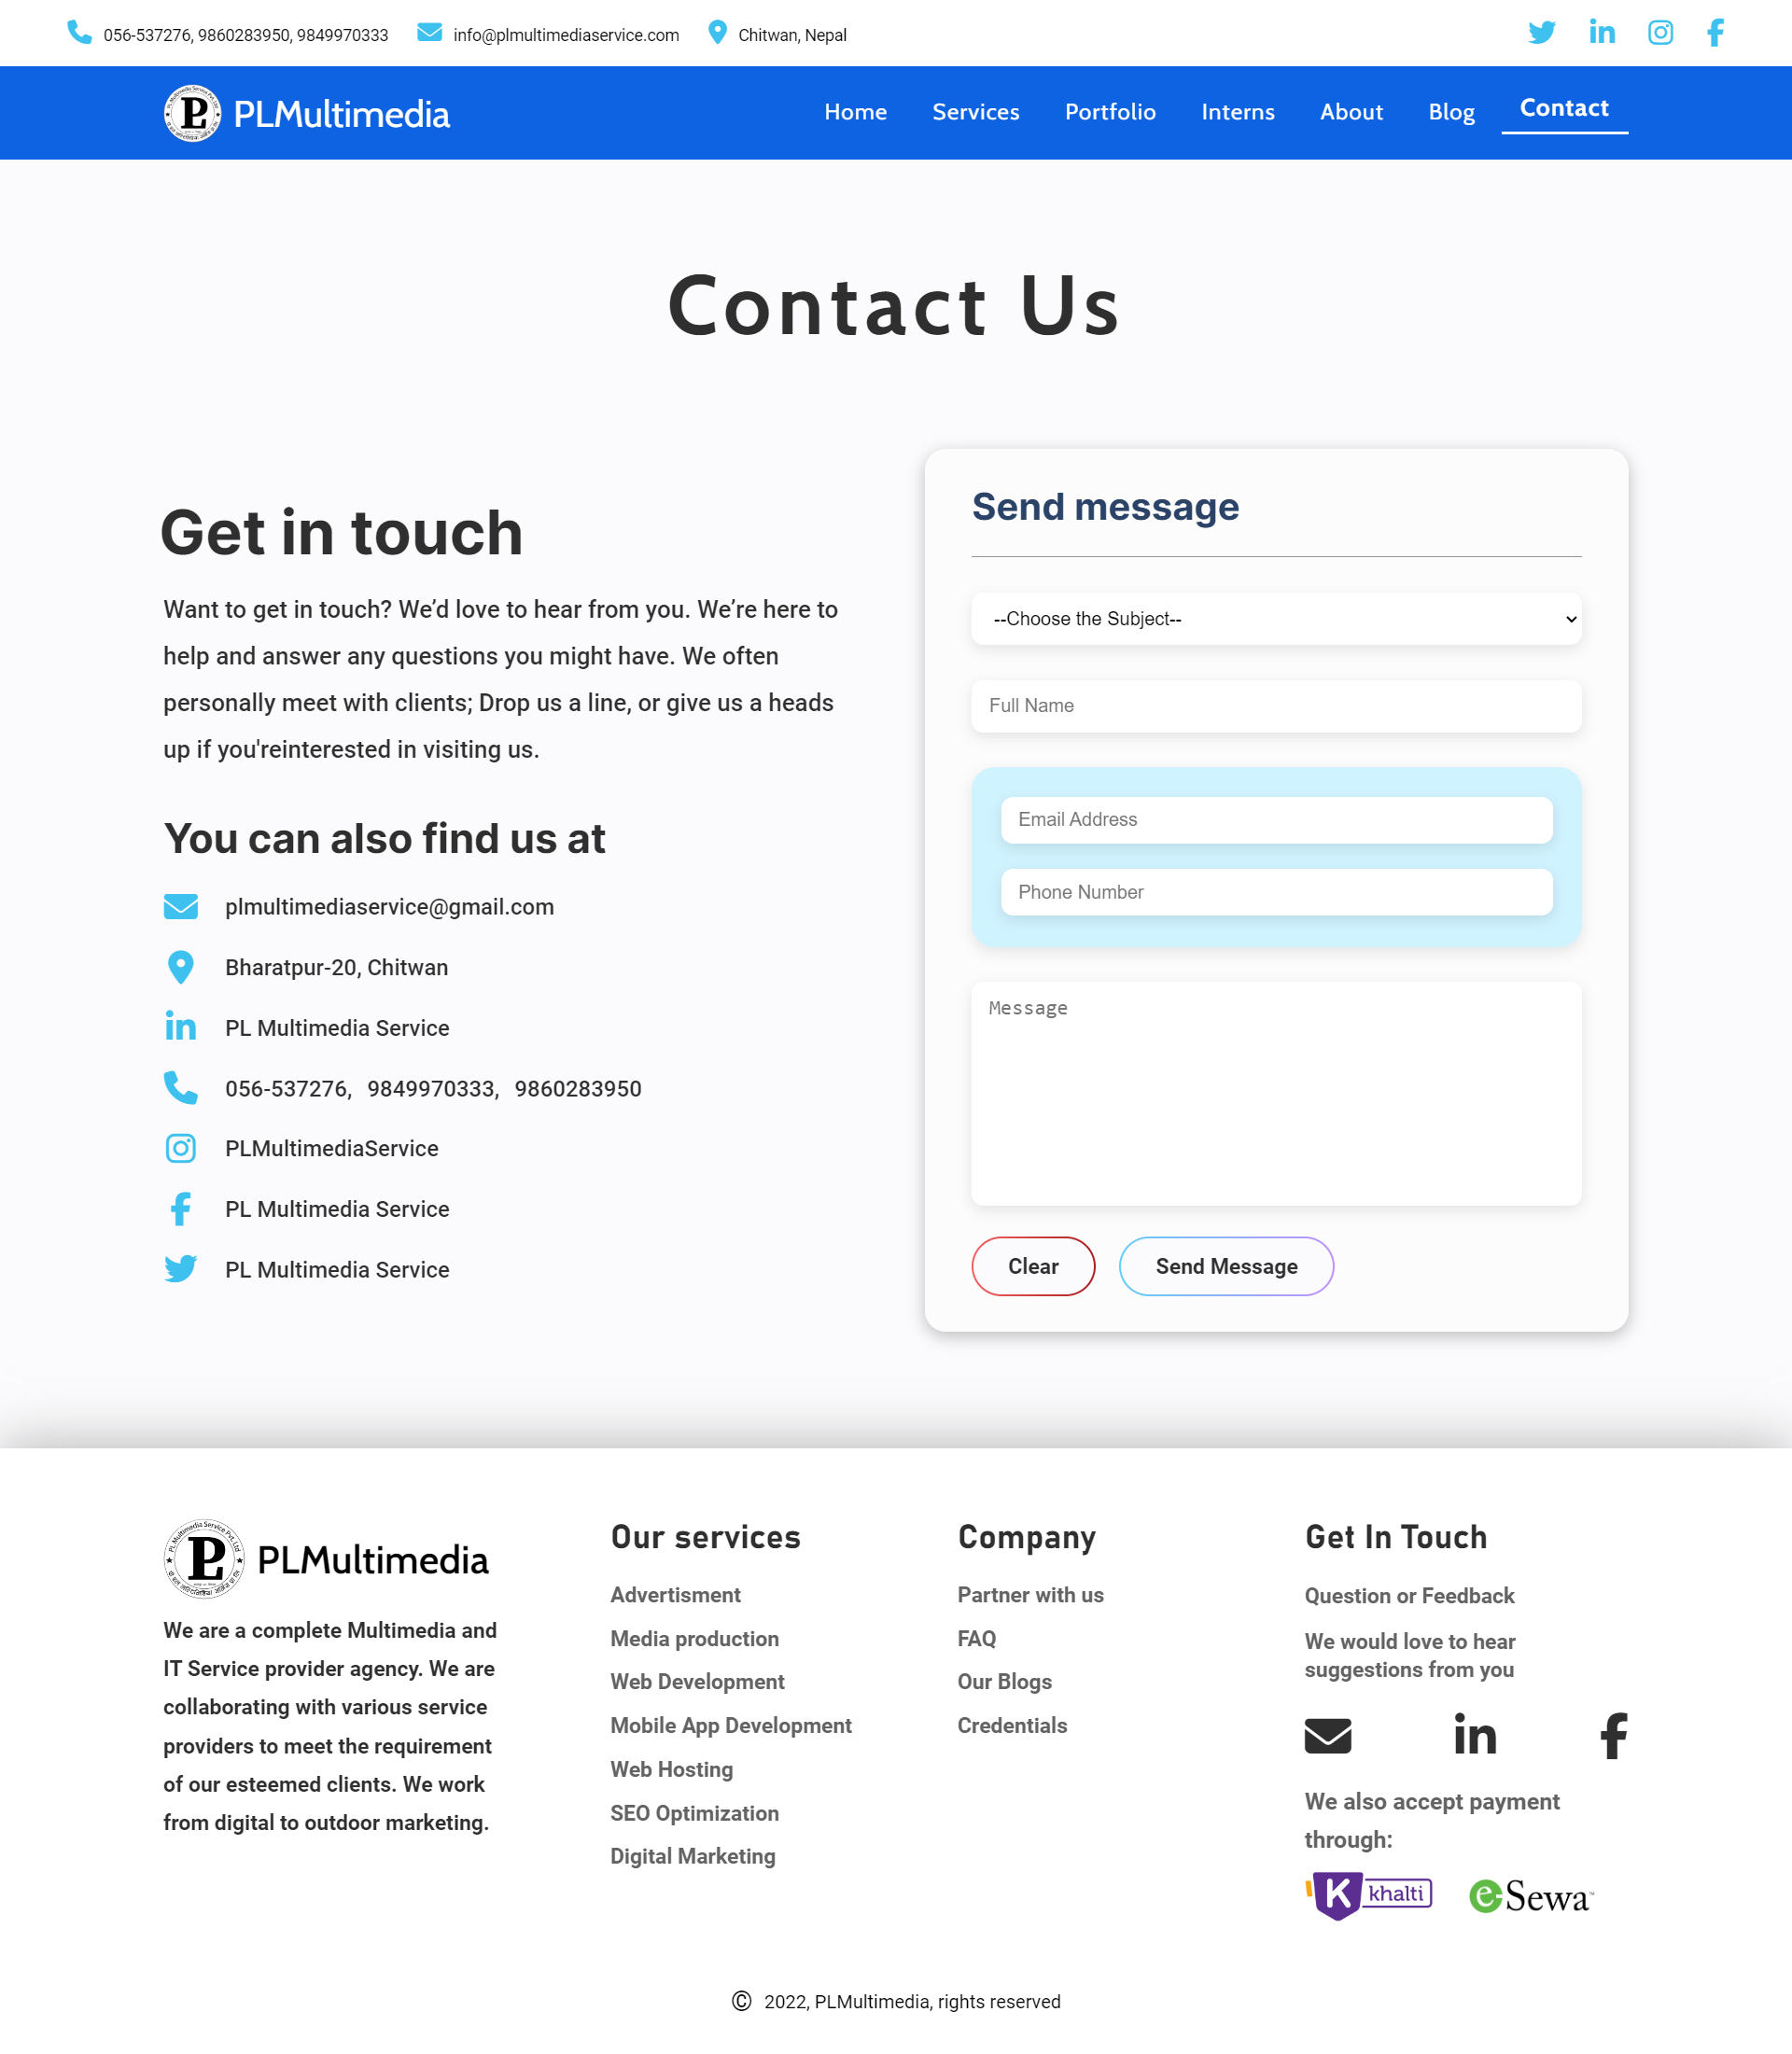 056-537276, 9860283950, 9849970333 info@plmultimediaservice.com Chitwan, Nepal
PLMultimedia
Home Services Portfolio Interns About Blog Contact
Contact Us
Get in touch
Want to get in touch? We’d love to hear from you. We’re here to
help and answer any questions you might have. We often
personally meet with clients; Drop us a line, or give us a heads
up if you'reinterested in visiting us.
You can also find us at
plmultimediaservice@gmail.com
Bharatpur-20, Chitwan
PL Multimedia Service
056-537276, 9849970333, 9860283950
PLMultimediaService
PL Multimedia Service
PL Multimedia Service
Send message
--Choose the Subject--
Full Name
Email Address
Phone Number
Message
Clear
Send Message
PL Multimedia Service Pvt. Ltd.
PL
PLMultimedia
We are a complete Multimedia and
IT Service provider agency. We are
collaborating with various service
providers to meet the requirement
of our esteemed clients. We work
from digital to outdoor marketing.
Our services
Advertisment
Media production
Web Development
Mobile App Development
Web Hosting
SEO Optimization
Digital Marketing
Company
Partner with us
FAQ
Our Blogs
Credentials
Get In Touch
Question or Feedback
We would love to hear
suggestions from you
We also accept payment
through:
K khalti
eSewa™
© 2022, PLMultimedia, rights reserved